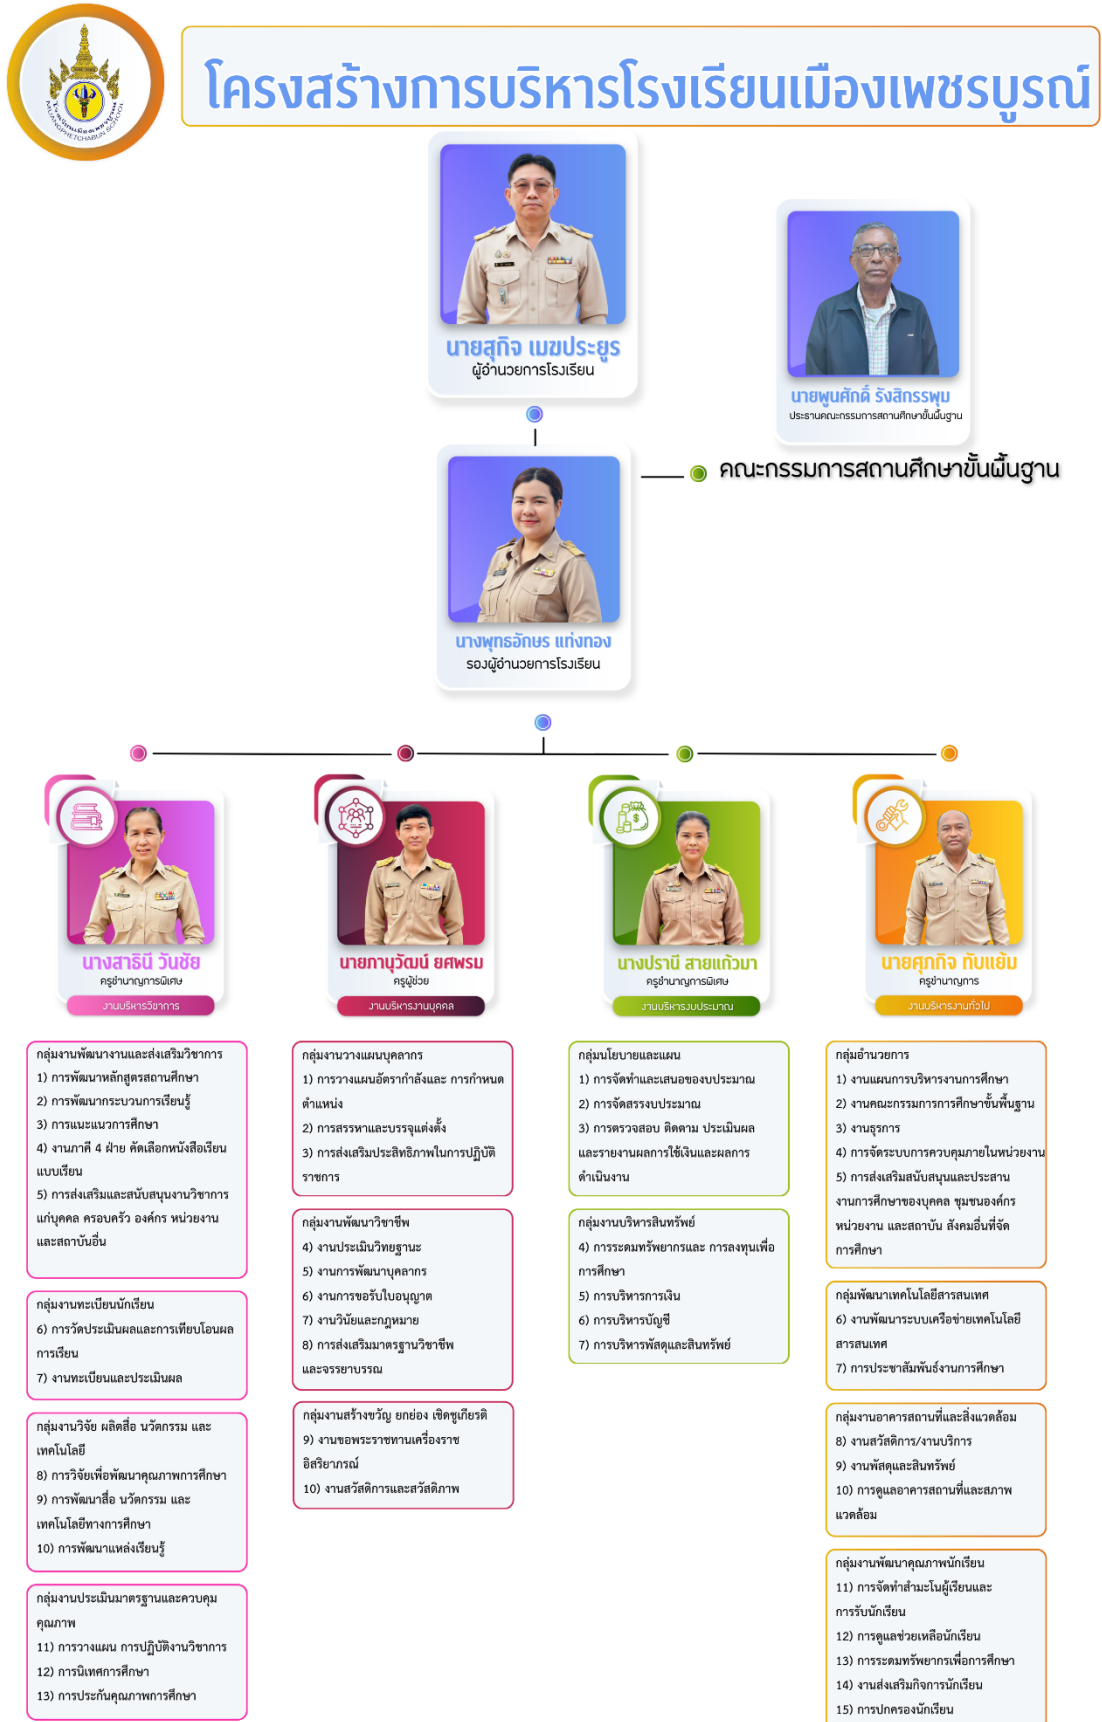 โครงสร้างการบริหารโรงเรียนเมืองเพชรบูรณ์
โรงเรียนเมืองเพชรบูรณ์
MUANGPHETCHABUN SCHOOL
นายสุกิจ เมฆประยูร
ผู้อำนวยการโรงเรียน
นายพูนศักดิ์ รังสิกรรพุม
ประธานคณะกรรมการสถานศึกษาขั้นพื้นฐาน
คณะกรรมการสถานศึกษาขั้นพื้นฐาน
นางพุทธอักษร แท่งทอง
รองผู้อำนวยการโรงเรียน
นางสาธินี วันชัย
ครูชำนาญการพิเศษ
งานบริหารวิชาการ
กลุ่มงานพัฒนางานและส่งเสริมวิชาการ
1) การพัฒนาหลักสูตรสถานศึกษา
2) การพัฒนากระบวนการเรียนรู้
3) การแนะแนวการศึกษา
4) งานภาคี 4 ฝ่าย คัดเลือกหนังสือเรียน
แบบเรียน
5) การส่งเสริมและสนับสนุนงานวิชาการ
แก่บุคคล ครอบครัว องค์กร หน่วยงาน
และสถาบันอื่น
กลุ่มงานทะเบียนนักเรียน
6) การวัดประเมินผลและการเทียบโอนผล
การเรียน
7) งานทะเบียนและประเมินผล
กลุ่มงานวิจัย ผลิตสื่อ นวัตกรรม และ
เทคโนโลยี
8) การวิจัยเพื่อพัฒนาคุณภาพการศึกษา
9) การพัฒนาสื่อ นวัตกรรม และ
เทคโนโลยีทางการศึกษา
10) การพัฒนาแหล่งเรียนรู้
กลุ่มงานประเมินมาตรฐานและควบคุม
คุณภาพ
11) การวางแผน การปฏิบัติงานวิชาการ
12) การนิเทศการศึกษา
13) การประกันคุณภาพการศึกษา
นายภานุวัฒน์ ยศพรม
ครูผู้ช่วย
งานบริหารงานบุคคล
กลุ่มงานวางแผนบุคลากร
1) การวางแผนอัตรากำลังและ การกำหนด
ตำแหน่ง
2) การสรรหาและบรรจุแต่งตั้ง
3) การส่งเสริมประสิทธิภาพในการปฏิบัติ
ราชการ
กลุ่มงานพัฒนาวิชาชีพ
4) งานประเมินวิทยฐานะ
5) งานการพัฒนาบุคลากร
6) งานการขอรับใบอนุญาต
7) งานวินัยและกฎหมาย
8) การส่งเสริมมาตรฐานวิชาชีพ
และจรรยาบรรณ
กลุ่มงานสร้างขวัญ ยกย่อง เชิดชูเกียรติ
9) งานขอพระราชทานเครื่องราช
อิสริยาภรณ์
10) งานสวัสดิการและสวัสดิภาพ
นางปรานี สายแก้วมา
ครูชำนาญการพิเศษ
งานบริหารงบประมาณ
กลุ่มนโยบายและแผน
1) การจัดทำและเสนอของบประมาณ
2) การจัดสรรงบประมาณ
3) การตรวจสอบ ติดตาม ประเมินผล
และรายงานผลการใช้เงินและผลการ
ดำเนินงาน
กลุ่มงานบริหารสินทรัพย์
4) การระดมทรัพยากรและ การลงทุนเพื่อ
การศึกษา
5) การบริหารการเงิน
6) การบริหารบัญชี
7) การบริหารพัสดุและสินทรัพย์
นายศุภกิจ ทับแย้ม
ครูชำนาญการ
งานบริหารงานทั่วไป
กลุ่มอำนวยการ
1) งานแผนการบริหารงานการศึกษา
2) งานคณะกรรมการการศึกษาขั้นพื้นฐาน
3) งานธุรการ
4) การจัดระบบการควบคุมภายในหน่วยงาน
5) การส่งเสริมสนับสนุนและประสาน
งานการศึกษาของบุคคล ชุมชนองค์กร
หน่วยงาน และสถาบัน สังคมอื่นที่จัด
การศึกษา
กลุ่มพัฒนาเทคโนโลยีสารสนเทศ
6) งานพัฒนาระบบเครือข่ายเทคโนโลยี
สารสนเทศ
7) การประชาสัมพันธ์งานการศึกษา
กลุ่มงานอาคารสถานที่และสิ่งแวดล้อม
8) งานสวัสดิการ/งานบริการ
9) งานพัสดุและสินทรัพย์
10) การดูแลอาคารสถานที่และสภาพ
แวดล้อม
กลุ่มงานพัฒนาคุณภาพนักเรียน
11) การจัดทำสำมะโนผู้เรียนและ
การรับนักเรียน
12) การดูแลช่วยเหลือนักเรียน
13) การระดมทรัพยากรเพื่อการศึกษา
14) งานส่งเสริมกิจการนักเรียน
15) การปกครองนักเรียน